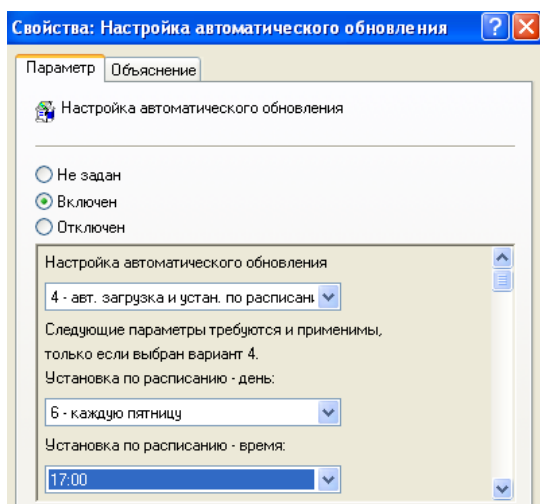 Свойства: Настройка автоматического обновления
Параметр Объяснение
Настройка автоматического обновления
Не задан
Включен
Отключен
Настройка автоматического обновления
4 - авт. загрузка и устан. по расписани
Следующие параметры требуются и применимы,
только если выбран вариант 4.
Установка по расписанию - день:
6 - каждую пятницу
Установка по расписанию - время:
17:00